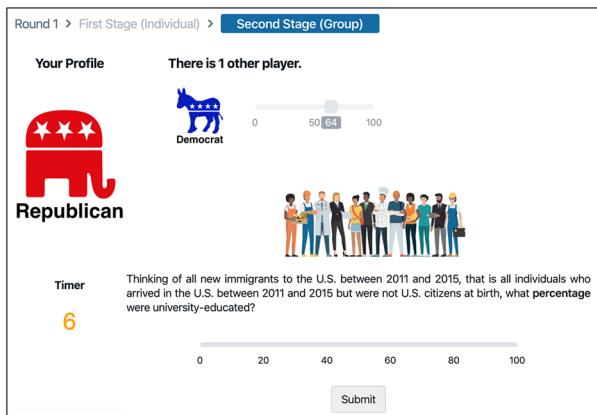 Round 1 > First Stage (Individual) > Second Stage (Group)
Your Profile
There is 1 other player.
Democrat
0 50 64 100
Republican
Timer
6
Thinking of all new immigrants to the U.S. between 2011 and 2015, that is all individuals who
arrived in the U.S. between 2011 and 2015 but were not U.S. citizens at birth, what percentage
were university-educated?
0 20 40 60 80 100
Submit